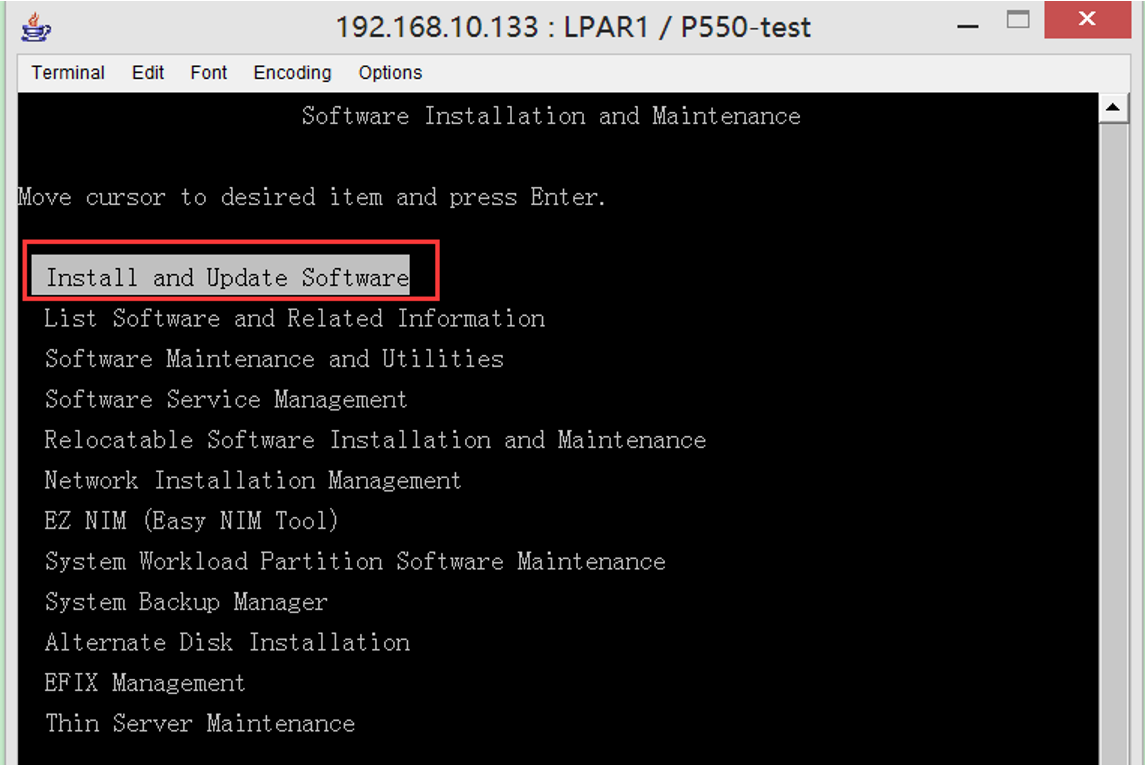 192.168.10.133 : LPAR1 / P550-test
Terminal Edit Font Encoding Options
Software Installation and Maintenance
Move cursor to desired item and press Enter.
Install and Update Software
List Software and Related Information
Software Maintenance and Utilities
Software Service Management
Relocatable Software Installation and Maintenance
Network Installation Management
EZ NIM (Easy NIM Tool)
System Workload Partition Software Maintenance
System Backup Manager
Alternate Disk Installation
EFIX Management
Thin Server Maintenance